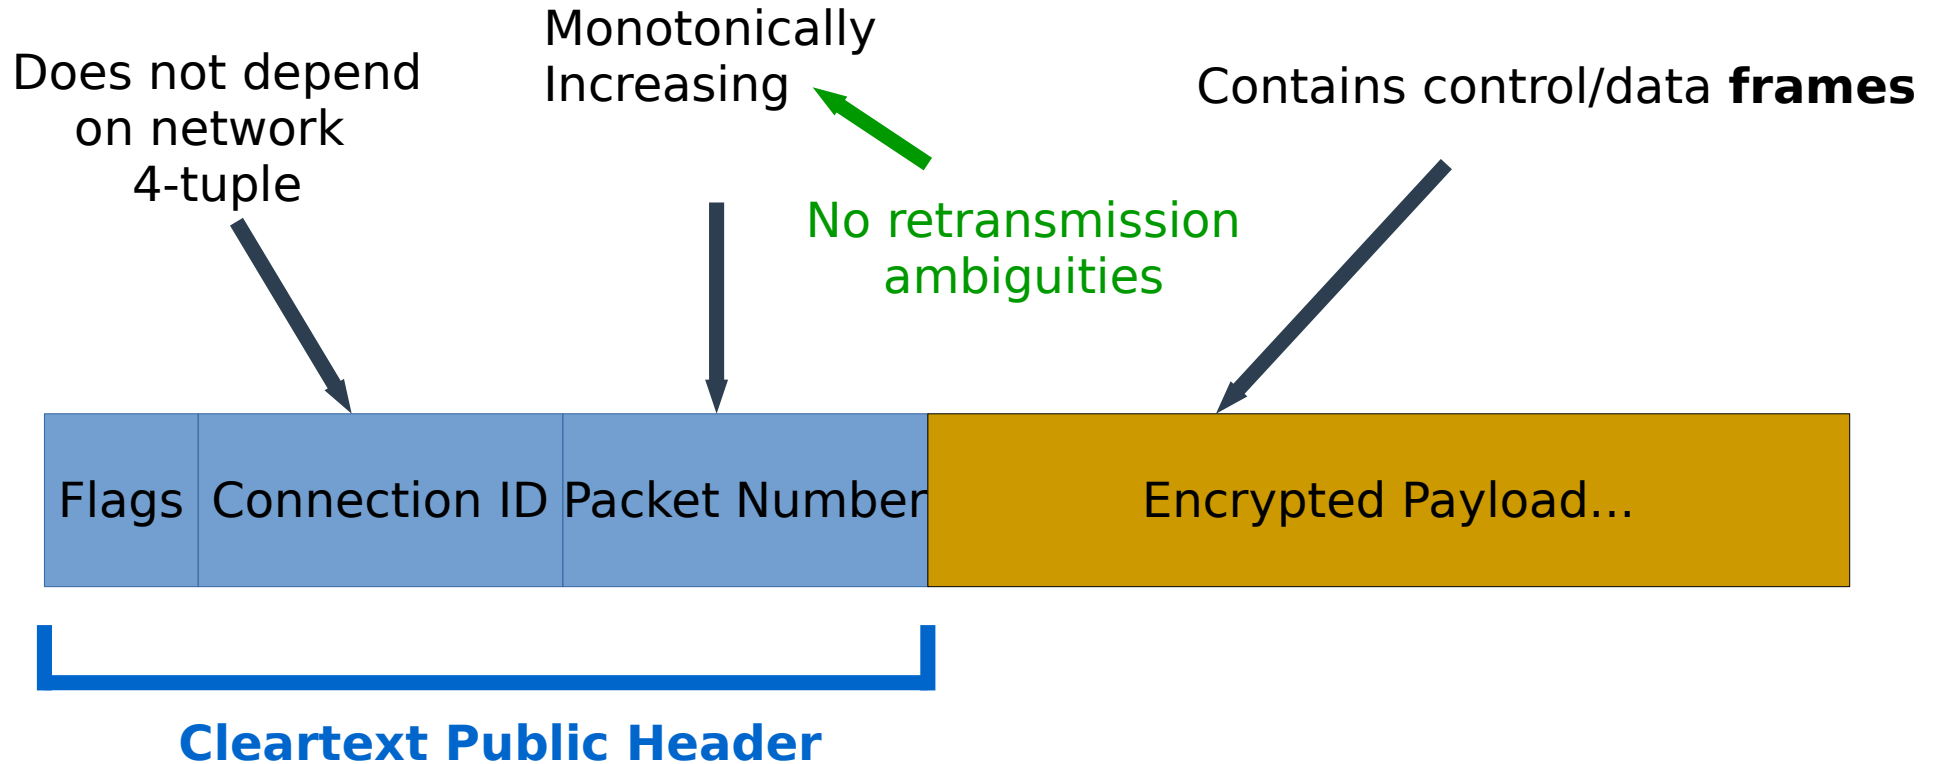 Does not depend
on network
4-tuple
Monotonically
Increasing
No retransmission
ambiguities
Contains control/data frames
Flags
Connection ID
Packet Number
Encrypted Payload...
Cleartext Public Header